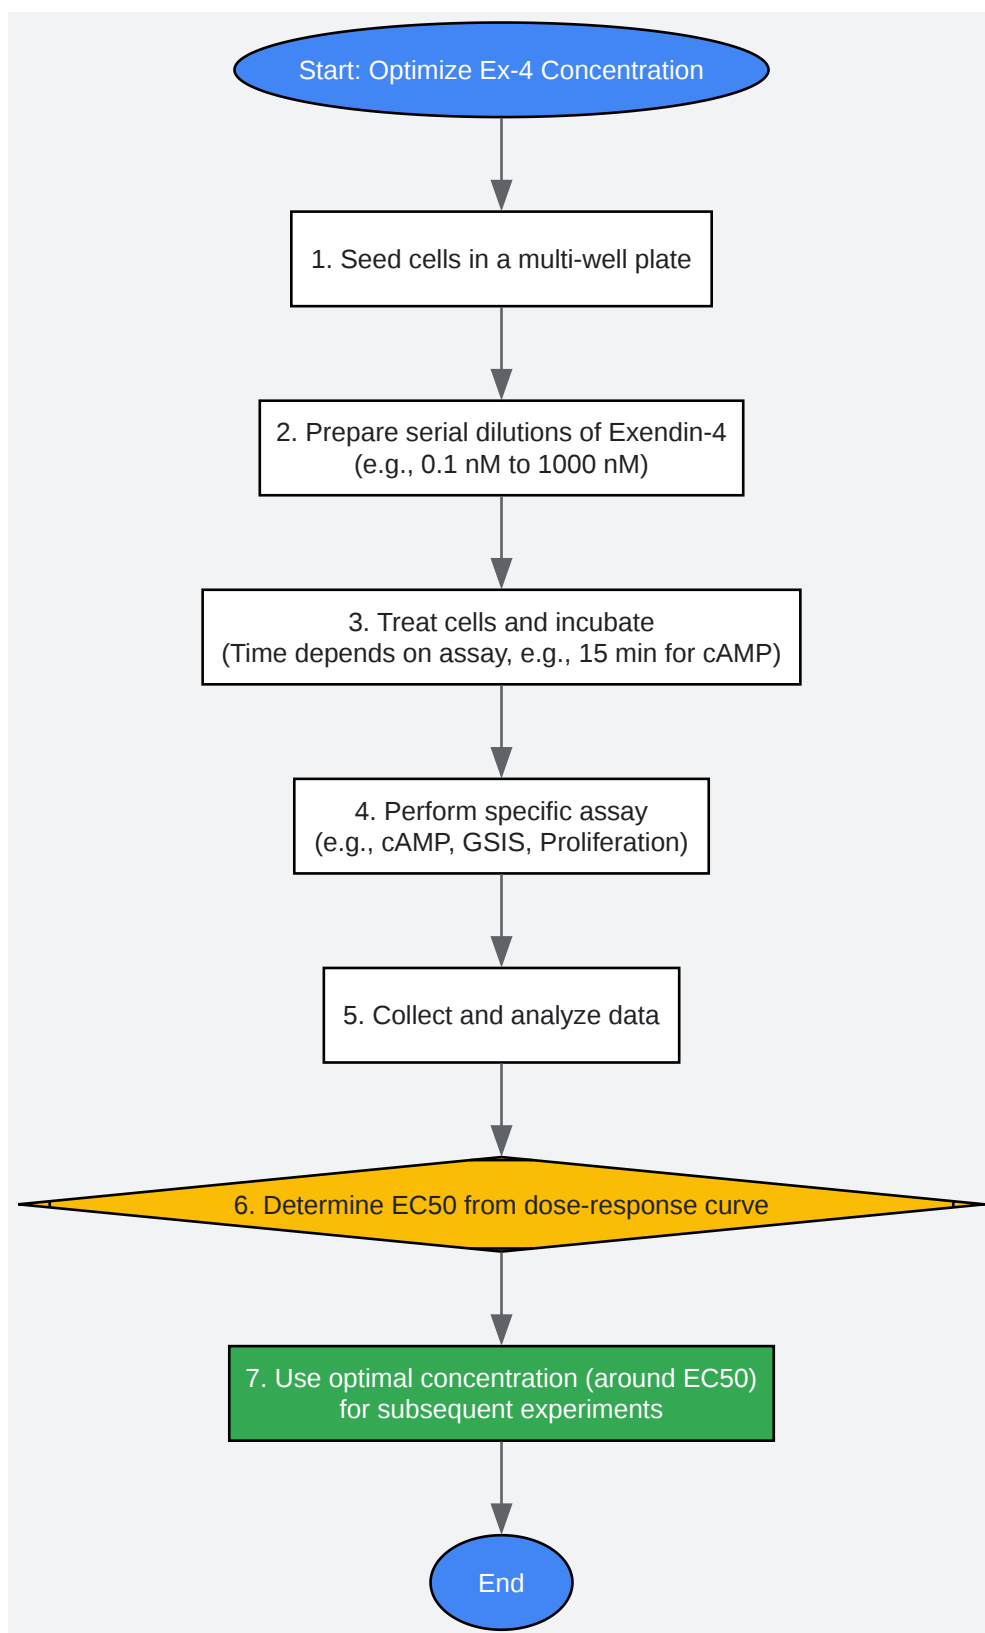 Start: Optimize Ex-4 Concentration
1. Seed cells in a multi-well plate
2. Prepare serial dilutions of Exendin-4
(e.g., 0.1 nM to 1000 nM)
3. Treat cells and incubate
(Time depends on assay, e.g., 15 min for cAMP)
4. Perform specific assay
(e.g., cAMP, GSIS, Proliferation)
5. Collect and analyze data
6. Determine EC50 from dose-response curve
7. Use optimal concentration (around EC50)
for subsequent experiments
End